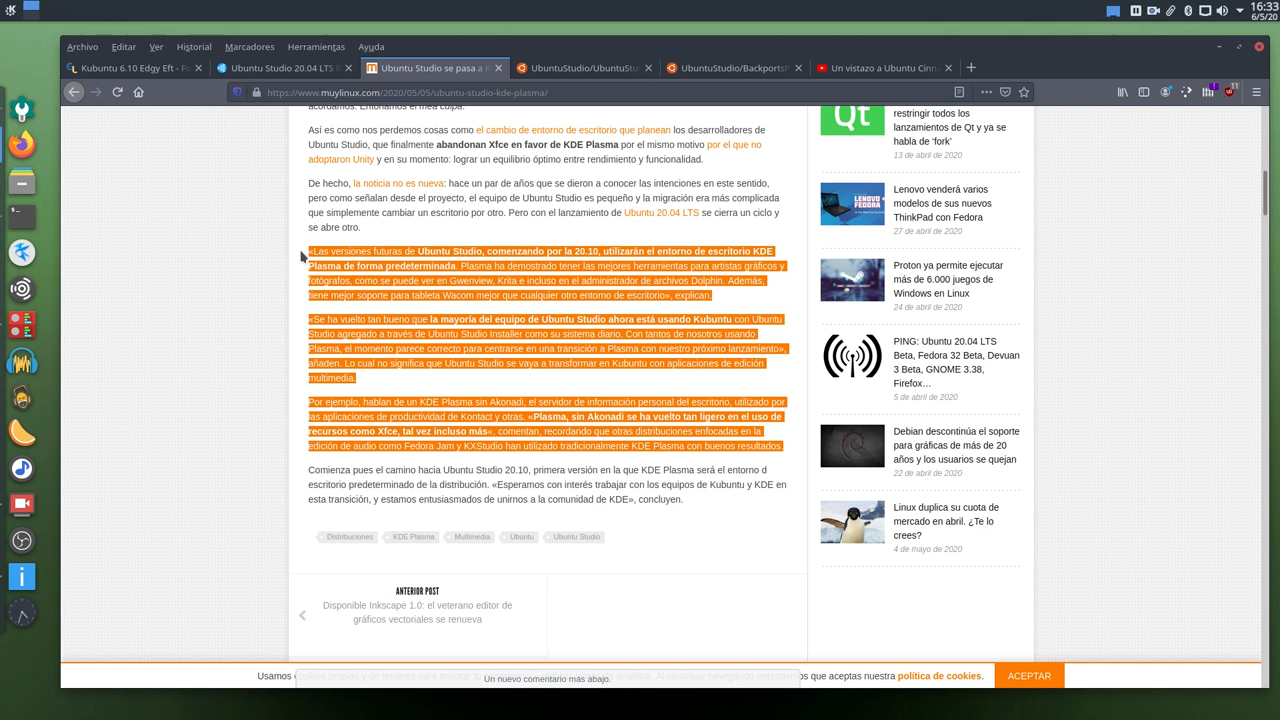 16:33
6/5/20
Archivo Editar Ver Historial Marcadores Herramientas Ayuda
Kubuntu 6.10 Edgy Eft - Fo
Ubuntu Studio 20.04 LTS
Ubuntu Studio se pasa a K
UbuntuStudio/UbuntuStu
UbuntuStudio/BackportsF
Un vistazo a Ubuntu Cinna
https://www.muylinux.com/2020/05/05/ubuntu-studio-kde-plasma/
1
11
acordamos. Entonamos el mea culpa.
Así es como nos perdemos cosas como el cambio de entorno de escritorio que planean los desarrolladores de
Ubuntu Studio, que finalmente abandonan Xfce en favor de KDE Plasma por el mismo motivo por el que no
adoptaron Unity y en su momento: lograr un equilibrio óptimo entre rendimiento y funcionalidad.
De hecho, la noticia no es nueva: hace un par de años que se dieron a conocer las intenciones en este sentido,
pero como señalan desde el proyecto, el equipo de Ubuntu Studio es pequeño y la migración era más complicada
que simplemente cambiar un escritorio por otro. Pero con el lanzamiento de Ubuntu 20.04 LTS se cierra un ciclo y
se abre otro.
«Las versiones futuras de Ubuntu Studio, comenzando por la 20.10, utilizarán el entorno de escritorio KDE
Plasma de forma predeterminada. Plasma ha demostrado tener las mejores herramientas para artistas gráficos y
fotógrafos, como se puede ver en Gwenview, Krita e incluso en el administrador de archivos Dolphin. Además,
tiene mejor soporte para tableta Wacom mejor que cualquier otro entorno de escritorio», explican.
«Se ha vuelto tan bueno que la mayoría del equipo de Ubuntu Studio ahora está usando Kubuntu con Ubuntu
Studio agregado a través de Ubuntu Studio Installer como su sistema diario. Con tantos de nosotros usando
Plasma, el momento parece correcto para centrarse en una transición a Plasma con nuestro próximo lanzamiento»,
añaden. Lo cual no significa que Ubuntu Studio se vaya a transformar en Kubuntu con aplicaciones de edición
multimedia.
Por ejemplo, hablan de un KDE Plasma sin Akonadi, el servidor de información personal del escritorio, utilizado por
las aplicaciones de productividad de Kontact y otras. «Plasma, sin Akonadi se ha vuelto tan ligero en el uso de
recursos como Xfce, tal vez incluso más«, comentan, recordando que otras distribuciones enfocadas en la
edición de audio como Fedora Jam y KXStudio han utilizado tradicionalmente KDE Plasma con buenos resultados.
Comienza pues el camino hacia Ubuntu Studio 20.10, primera versión en la que KDE Plasma será el entorno d
escritorio predeterminado de la distribución. «Esperamos con interés trabajar con los equipos de Kubuntu y KDE en
esta transición, y estamos entusiasmados de unirnos a la comunidad de KDE», concluyen.
Distribuciones KDE Plasma Multimedia Ubuntu Ubuntu Studio
ANTERIOR POST
Disponible Inkscape 1.0: el veterano editor de
gráficos vectoriales se renueva
Qt
restringir todos los
lanzamientos de Qt y ya se
habla de ‘fork’
13 de abril de 2020
LENOVO
FEDORA
Lenovo venderá varios
modelos de sus nuevos
ThinkPad con Fedora
27 de abril de 2020
Proton ya permite ejecutar
más de 6.000 juegos de
Windows en Linux
24 de abril de 2020
PING: Ubuntu 20.04 LTS
Beta, Fedora 32 Beta, Devuan
3 Beta, GNOME 3.38,
Firefox…
5 de abril de 2020
Debian descontinúa el soporte
para gráficas de más de 20
años y los usuarios se quejan
22 de abril de 2020
Linux duplica su cuota de
mercado en abril. ¿Te lo
crees?
4 de mayo de 2020
Usamos cookies propias y de terceros para mejorar
Al continuar navegando entendemos que aceptas nuestra política de cookies.
ACEPTAR
Un nuevo comentario más abajo.